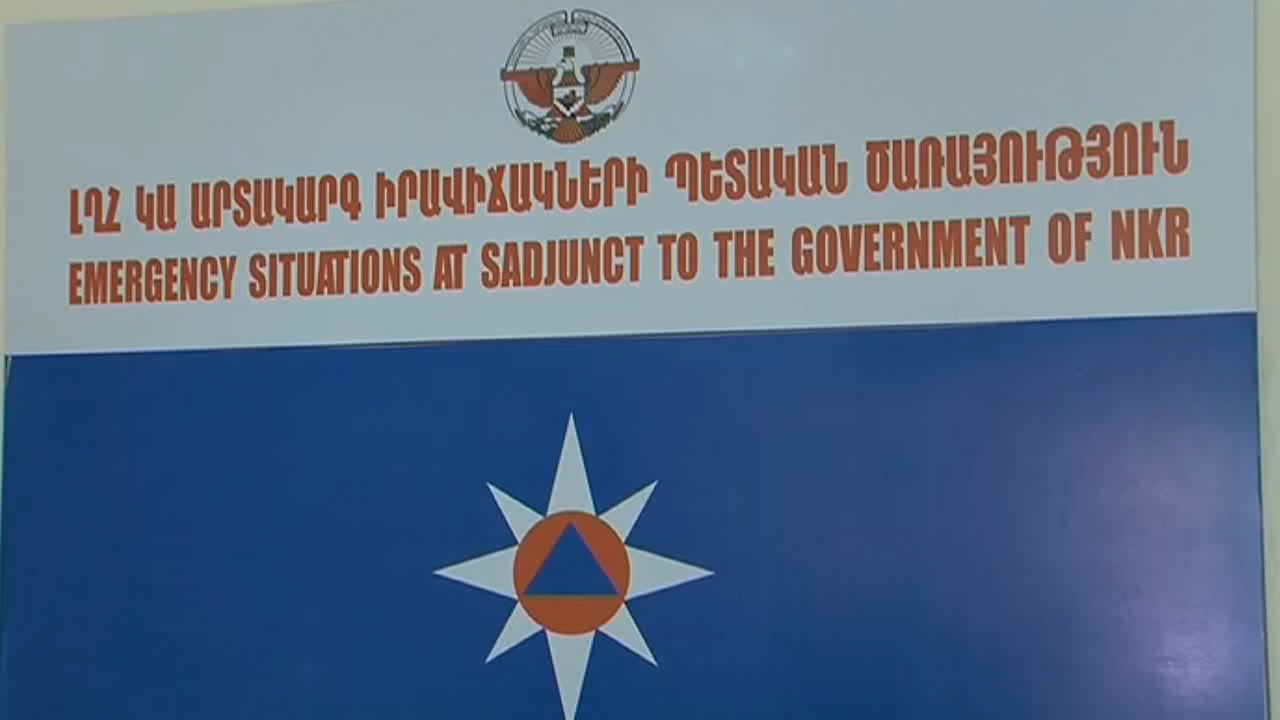 ԼՂՀ ԿԱ ԱՐՏԱԿԱՐԳ ԻՐԱՎԻՃԱԿՆԵՐԻ ՊԵՏԱԿԱՆ ԾԱՌԱՅՈՒԹՅՈՒՆ
EMERGENCY SITUATIONS AT SADJUNCT TO THE GOVERNMENT OF NKR